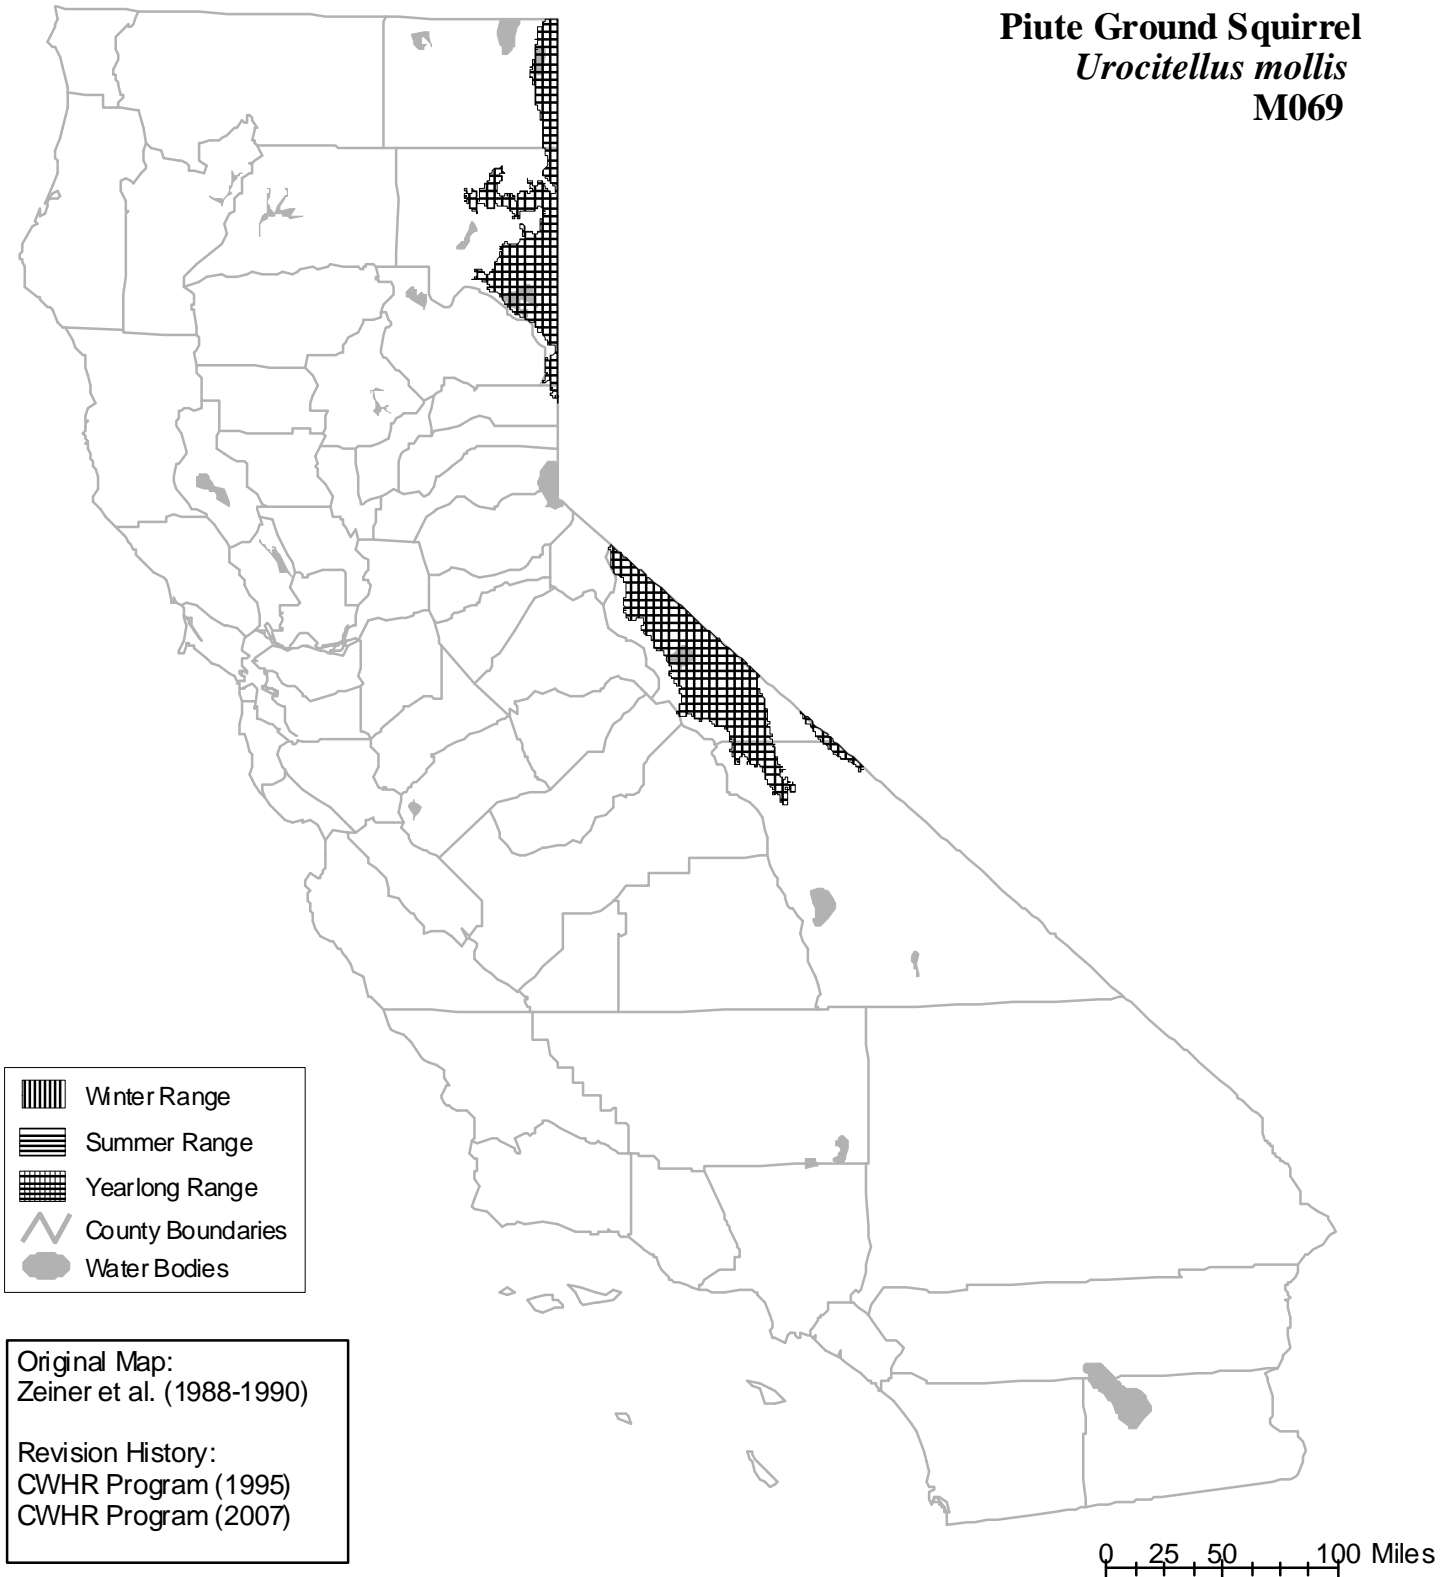 Piute Ground Squirrel
Urocitellus mollis
M069
Winter Range
Summer Range
Yearlong Range
County Boundaries
Water Bodies
Original Map:
Zeiner et al. (1988-1990)
Revision History:
CWHR Program (1995)
CWHR Program (2007)
0 25 50 100 Miles